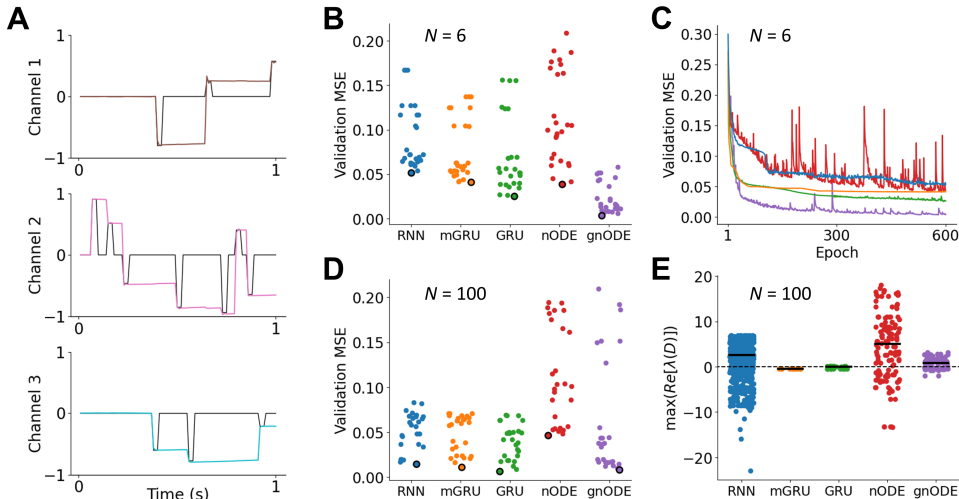 A
Channel 1
1
0
−1
0
1
Channel 2
1
0
−1
0
1
Channel 3
1
0
−1
0
1
Time (s)
B
N = 6
Validation MSE
0.20
0.15
0.10
0.05
0.00
RNN mGRU GRU nODE gnODE
C
N = 6
Validation MSE
0.30
0.25
0.20
0.15
0.10
0.05
0.00
1 300 600
Epoch
D
N = 100
Validation MSE
0.20
0.15
0.10
0.05
0.00
RNN mGRU GRU nODE gnODE
E
N = 100
max(Re[λ(D)])
20
10
0
−10
−20
RNN mGRU GRU nODE gnODE